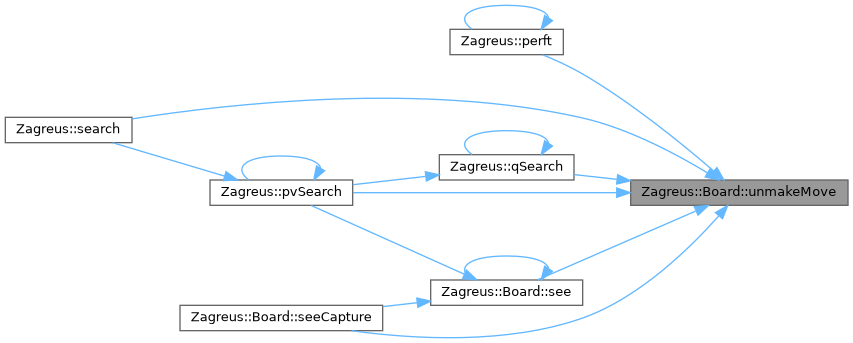 Zagreus::perft
Zagreus::search
Zagreus::qSearch
Zagreus::pvSearch
Zagreus::Board::unmakeMove
Zagreus::Board::see
Zagreus::Board::seeCapture